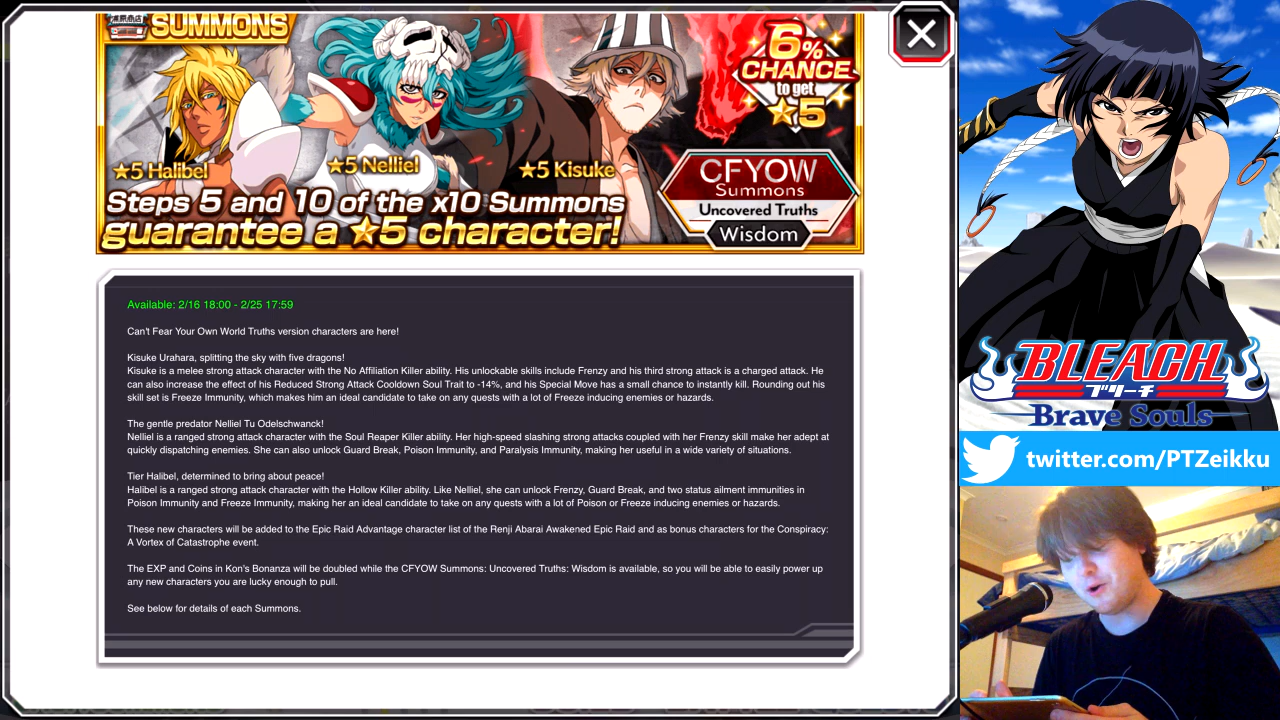 SUMMONS
6%
CHANCE
to get
★5
★5 Halibel
★5 Nelliel
★5 Kisuke
Steps 5 and 10 of the x10 Summons
guarantee a ★5 character!
CFYOW
Summons
Uncovered Truths
Wisdom
Available: 2/16 18:00 - 2/25 17:59
Can't Fear Your Own World Truths version characters are here!
Kisuke Urahara, splitting the sky with five dragons!
Kisuke is a melee strong attack character with the No Affiliation Killer ability. His unlockable skills include Frenzy and his third strong attack is a charged attack. He
can also increase the effect of his Reduced Strong Attack Cooldown Soul Trait to -14%, and his Special Move has a small chance to instantly kill. Rounding out his
skill set is Freeze Immunity, which makes him an ideal candidate to take on any quests with a lot of Freeze inducing enemies or hazards.
The gentle predator Nelliel Tu Odelschwanck!
Nelliel is a ranged strong attack character with the Soul Reaper Killer ability. Her high-speed slashing strong attacks coupled with her Frenzy skill make her adept at
quickly dispatching enemies. She can also unlock Guard Break, Poison Immunity, and Paralysis Immunity, making her useful in a wide variety of situations.
Tier Halibel, determined to bring about peace!
Halibel is a ranged strong attack character with the Hollow Killer ability. Like Nelliel, she can unlock Frenzy, Guard Break, and two status ailment immunities in
Poison Immunity and Freeze Immunity, making her an ideal candidate to take on any quests with a lot of Poison or Freeze inducing enemies or hazards.
These new characters will be added to the Epic Raid Advantage character list of the Renji Abarai Awakened Epic Raid and as bonus characters for the Conspiracy:
A Vortex of Catastrophe event.
The EXP and Coins in Kon's Bonanza will be doubled while the CFYOW Summons: Uncovered Truths: Wisdom is available, so you will be able to easily power up
any new characters you are lucky enough to pull.
See below for details of each Summons.
BLEACH
ブリーチ
Brave Souls
twitter.com/PTZeikku